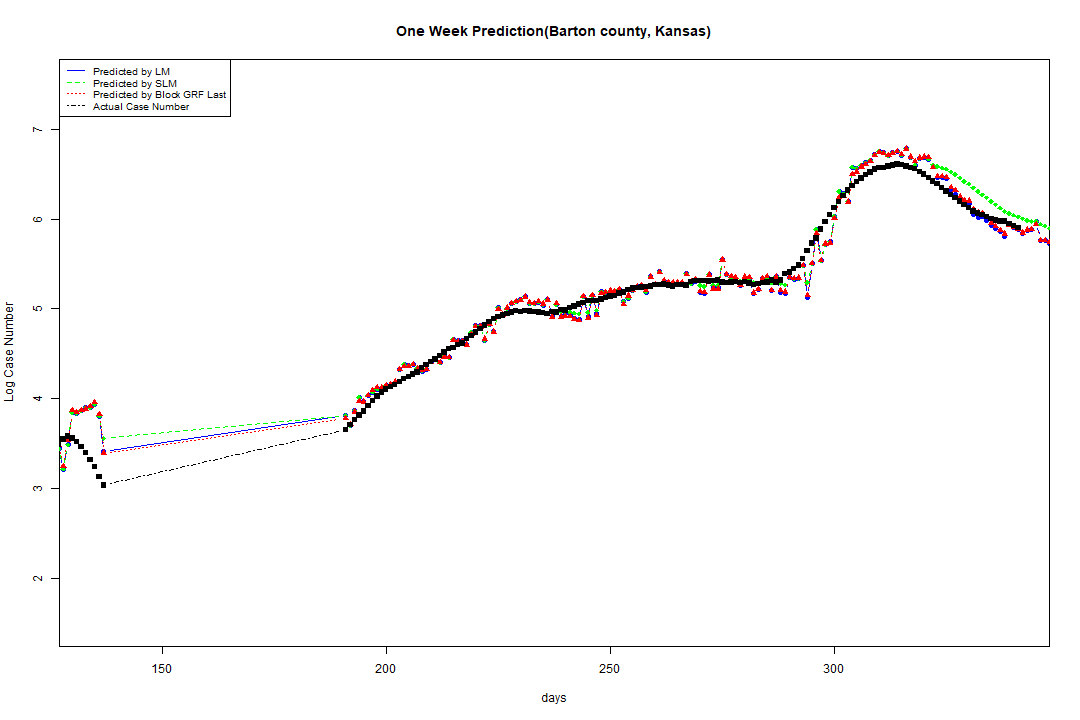 One Week Prediction(Barton county, Kansas)
Predicted by LM
Predicted by SLM
Predicted by Block GRF Last
Actual Case Number
7
6
5
4
3
2
Log Case Number
150
200
250
300
days